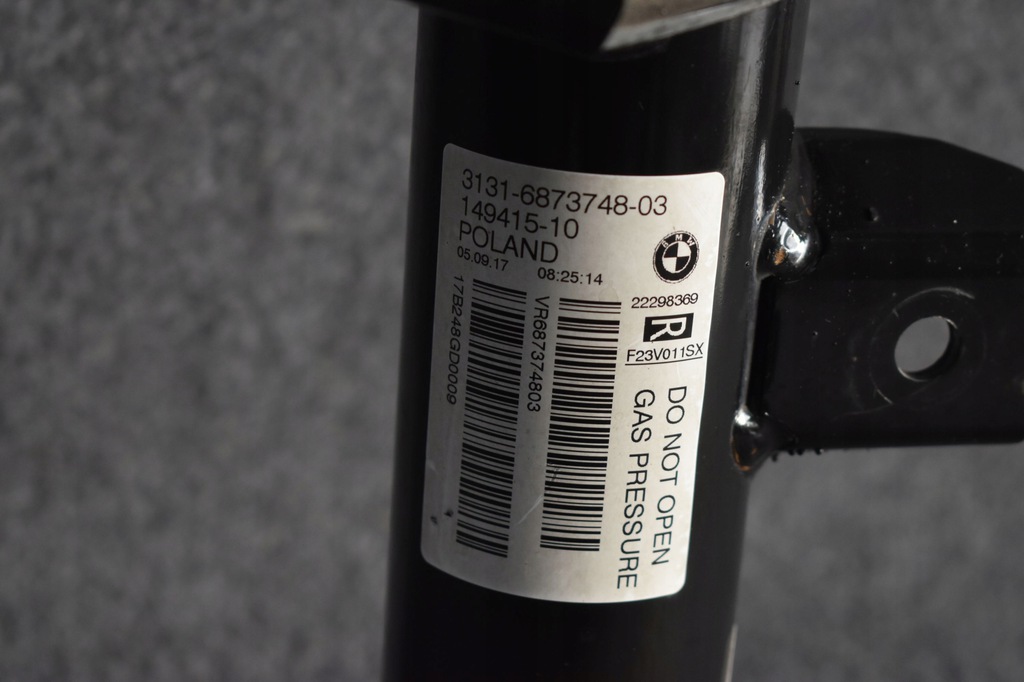 3131-6873748-03
149415-10
POLAND
05.09.17 08:25:14
BMW
22298369
R
F23V011SX
17B248GD0009
VR687374803
DO NOT OPEN
GAS PRESSURE